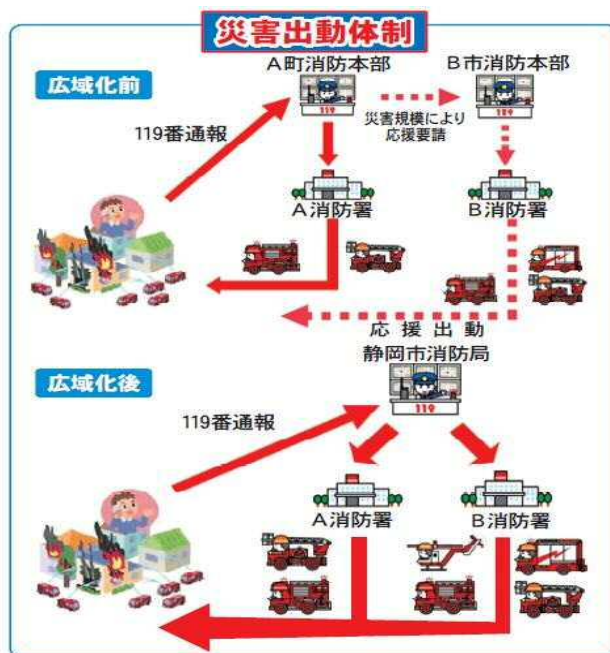 災害出動体制
広域化前
A町消防本部
B市消防本部
119番通報
119
119
災害規模により
応援要請
A消防署
B消防署
応援出動
広域化後
静岡市消防局
119番通報
119
A消防署
B消防署